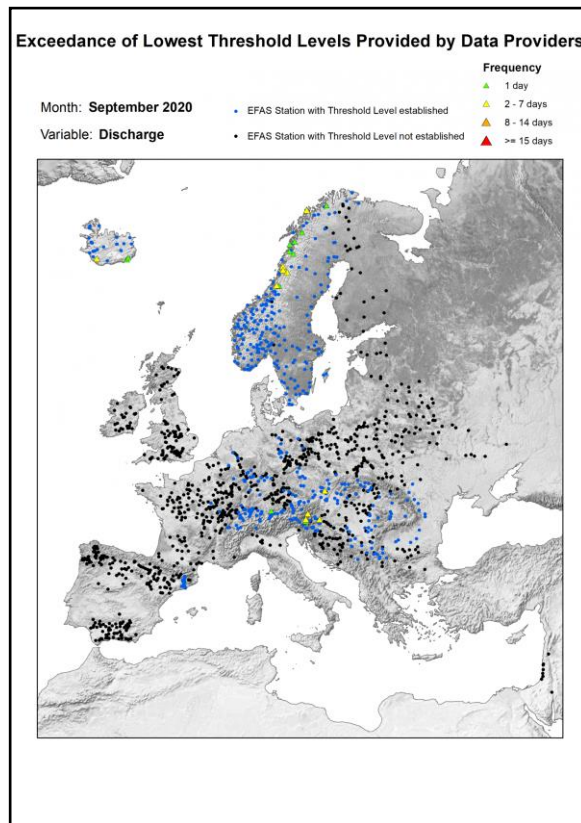 Exceedance of Lowest Threshold Levels Provided by Data Providers
Frequency
1 day
2 - 7 days
8 - 14 days
>= 15 days
Month: September 2020
EFAS Station with Threshold Level established
Variable: Discharge
EFAS Station with Threshold Level not established